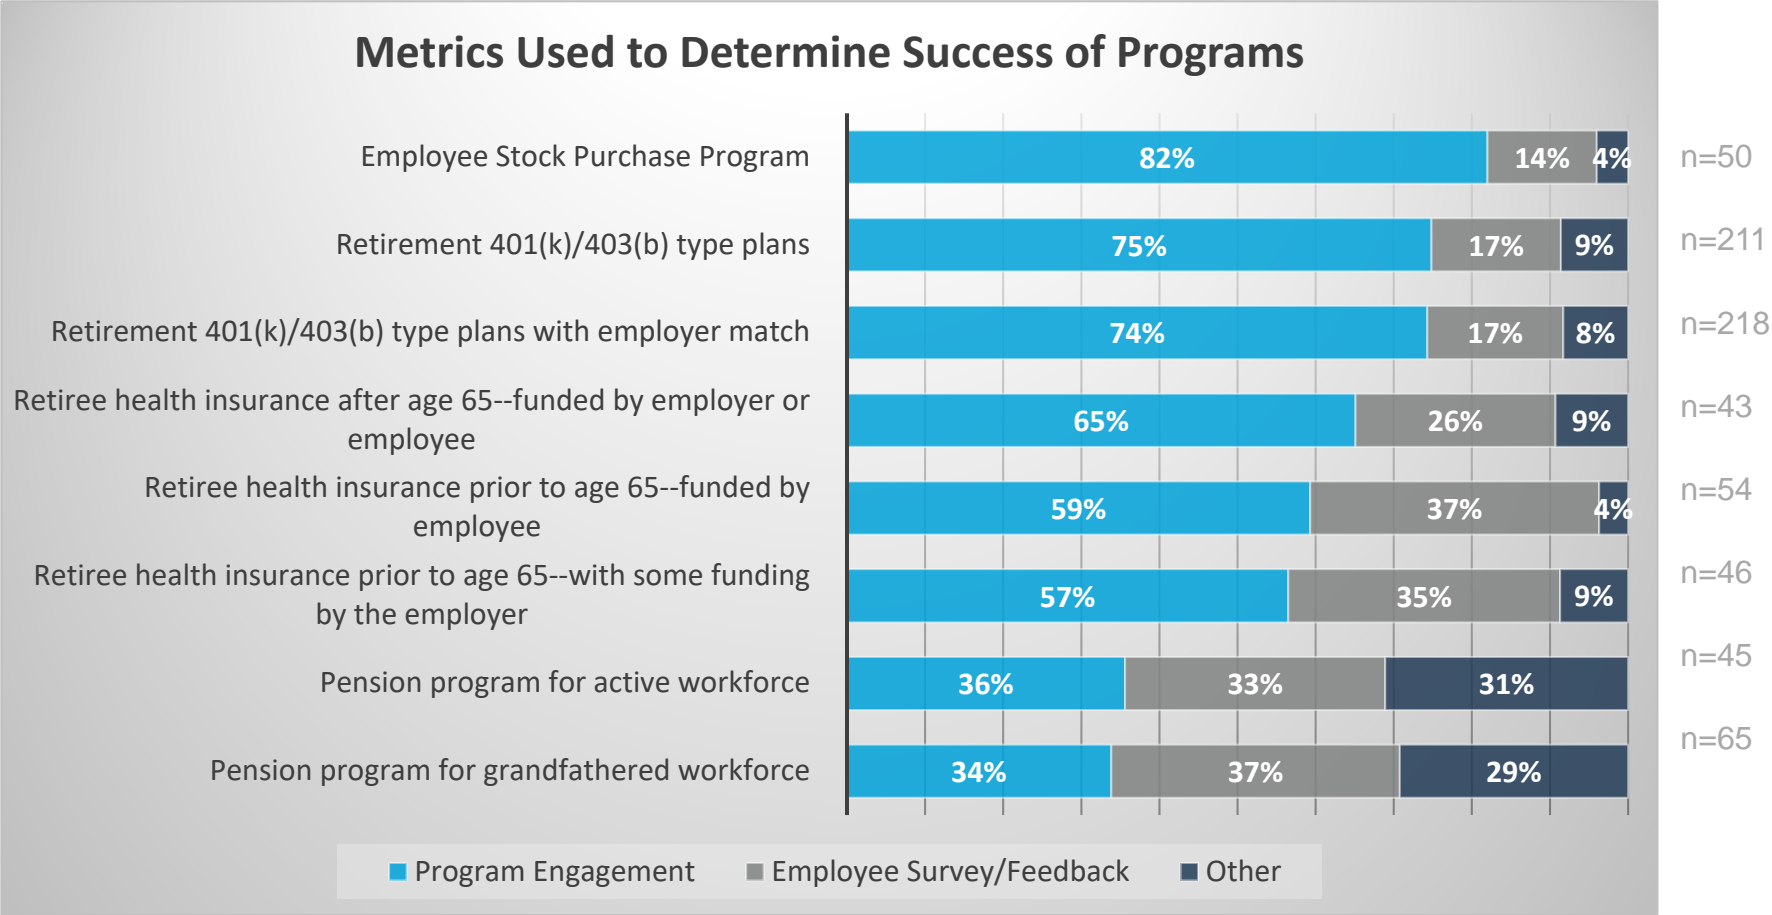 Metrics Used to Determine Success of Programs
Employee Stock Purchase Program 82% 14% 4% n=50
Retirement 401(k)/403(b) type plans 75% 17% 9% n=211
Retirement 401(k)/403(b) type plans with employer match 74% 17% 8% n=218
Retiree health insurance after age 65--funded by employer or
employee 65% 26% 9% n=43
Retiree health insurance prior to age 65--funded by
employee 59% 37% 4% n=54
Retiree health insurance prior to age 65--with some funding
by the employer 57% 35% 9% n=46
Pension program for active workforce 36% 33% 31% n=45
Pension program for grandfathered workforce 34% 37% 29% n=65
Program Engagement Employee Survey/Feedback Other